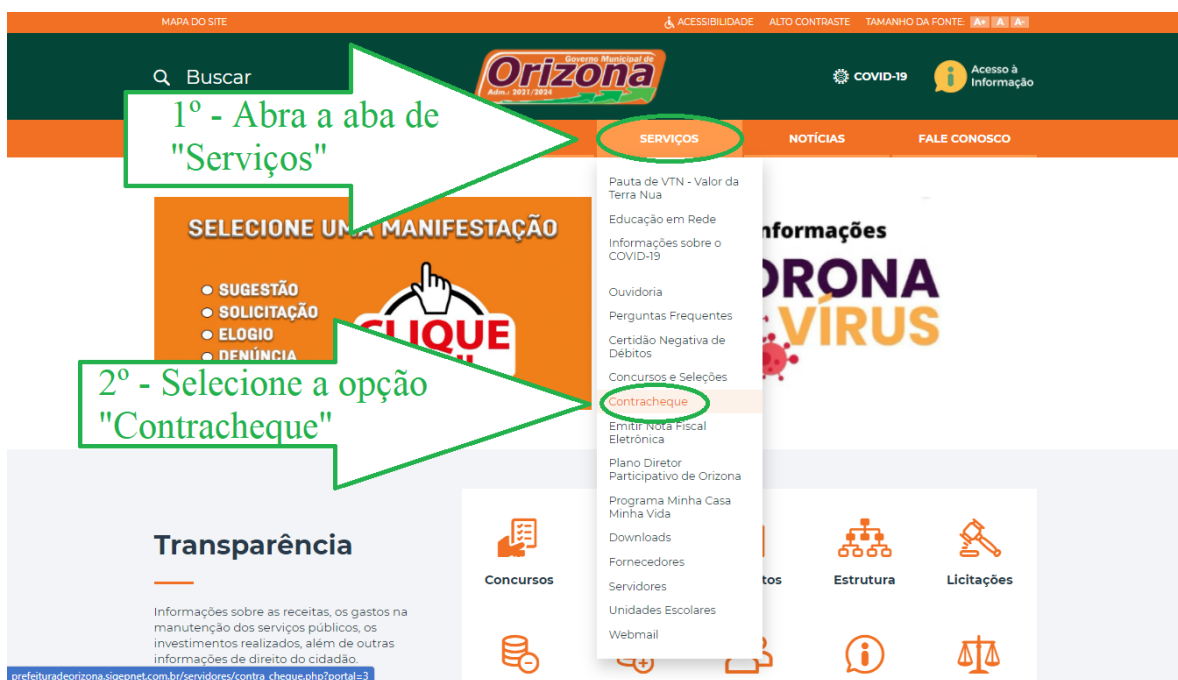 MAPA DO SITE
ACESSIBILIDADE ALTO CONTRASTE TAMANHO DA FONTE: A+ A A-
Buscar
Governo Municipal de
Orizona
Adm.: 2021/2024
COVID-19
Acesso à
Informação
1º - Abra a aba de
"Serviços"
SERVIÇOS NOTÍCIAS FALE CONOSCO
Pauta de VTN - Valor da
Terra Nua
Educação em Rede
Informações sobre o
COVID-19
Ouvidoria
Perguntas Frequentes
Certidão Negativa de
Débitos
Concursos e Seleções
Contracheque
Emitir Nota Fiscal
Eletrônica
Plano Diretor
Participativo de Orizona
Programa Minha Casa
Minha Vida
Downloads
Fornecedores
Servidores
Unidades Escolares
Webmail
SELECIONE UMA MANIFESTAÇÃO
SUGESTÃO
SOLICITAÇÃO
ELOGIO
DENÚNCIA
CLIQUE
nformações
ORONA
VÍRUS
2º - Selecione a opção
"Contracheque"
Transparência
Informações sobre as receitas, os gastos na
manutenção dos serviços públicos, os
investimentos realizados, além de outras
informações de direito do cidadão.
Concursos
tos
Estrutura
Licitações
prefeituradeorizona.sigepnet.com.br/servidores/contra_cheque.php?portal=3